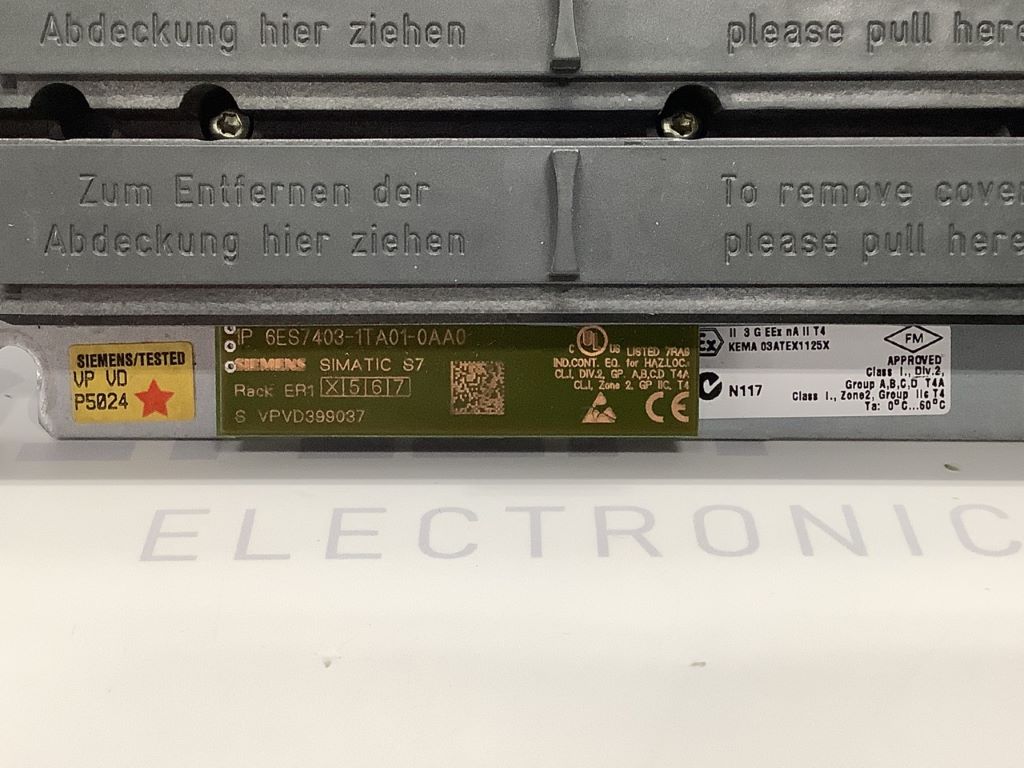 Abdeckung hier ziehen
please pull here
Zum Entfernen der
Abdeckung hier ziehen
To remove cover
please pull here
SIEMENS/TESTED
VP VD
P5024
1P 6ES7403-1TA01-0AA0
SIEMENS SIMATIC S7
Rack ER1 X 5 6 7
S VPVD399037
C UL US LISTED 7RA9
IND.CONT. EQ. for HAZ.LOC.
CL.I, DIV.2, GP. A,B,C,D T4A
CL.I, Zone 2, GP. IIC, T4
CE
Ex II 3 G EEx nA II T4
KEMA 03ATEX1125X
N117
FM
APPROVED
Class I., Div.2,
Group A,B,C,D T4A
Class I., Zone2, Group IIc T4
Ta: 0°C...60°C
ELECTRONIC